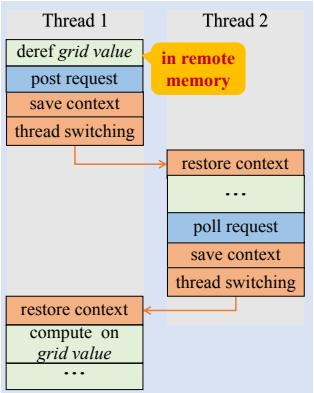 Thread 1
Thread 2
deref grid value
in remote
memory
post request
save context
thread switching
restore context
...
poll request
save context
thread switching
restore context
compute on
grid value
...